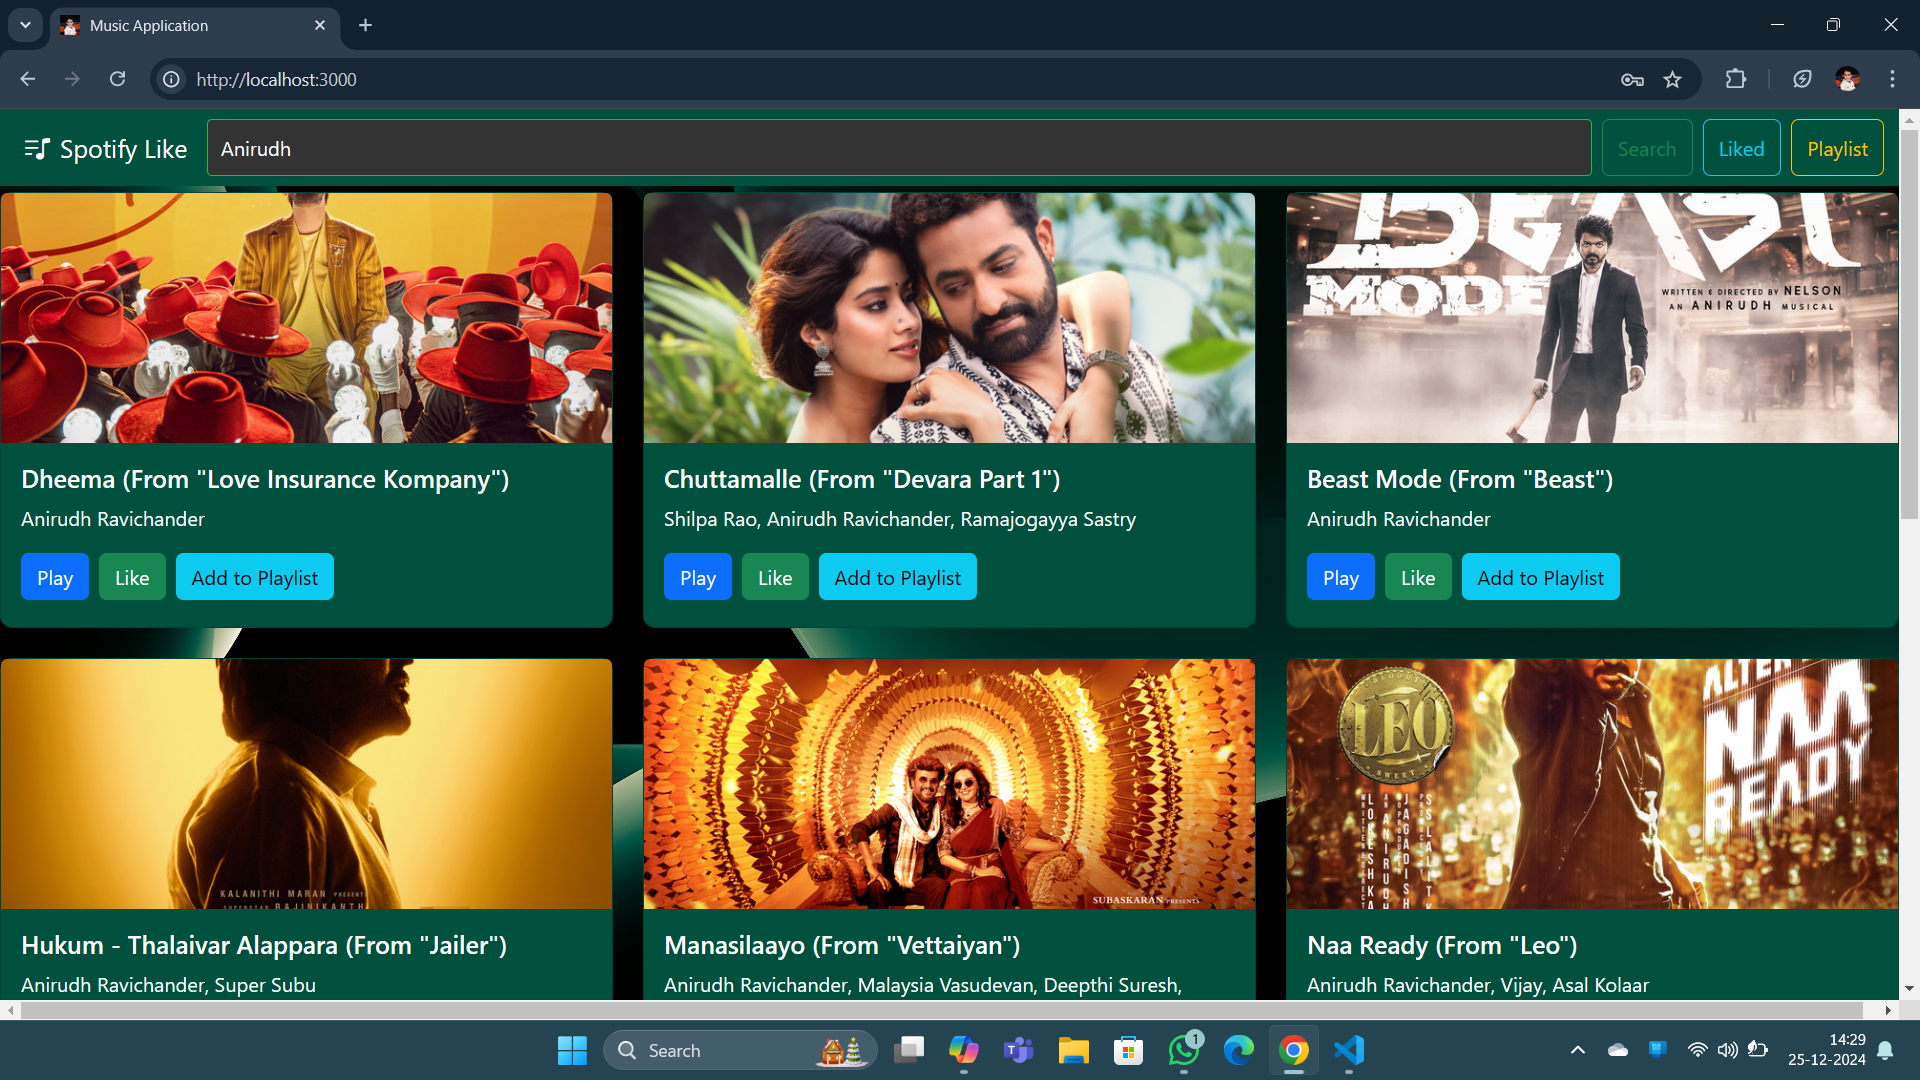 Music Application
http://localhost:3000
Spotify Like
Anirudh
Search
Liked
Playlist
BEAST
MODE
WRITTEN & DIRECTED BY NELSON
AN ANIRUDH MUSICAL
Dheema (From "Love Insurance Kompany")
Anirudh Ravichander
Play
Like
Add to Playlist
Chuttamalle (From "Devara Part 1")
Shilpa Rao, Anirudh Ravichander, Ramajogayya Sastry
Play
Like
Add to Playlist
Beast Mode (From "Beast")
Anirudh Ravichander
Play
Like
Add to Playlist
KALANITHI MARAN PRESENTS
SUPERSTAR RAJINIKANTH
SUBASKARAN PRESENTS
BLOODY
LEO
SWEET
ALTER
NAA
READY
Hukum - Thalaivar Alappara (From "Jailer")
Anirudh Ravichander, Super Subu
Manasilaayo (From "Vettaiyan")
Anirudh Ravichander, Malaysia Vasudevan, Deepthi Suresh,
Naa Ready (From "Leo")
Anirudh Ravichander, Vijay, Asal Kolaar
Search
1
14:29
25-12-2024